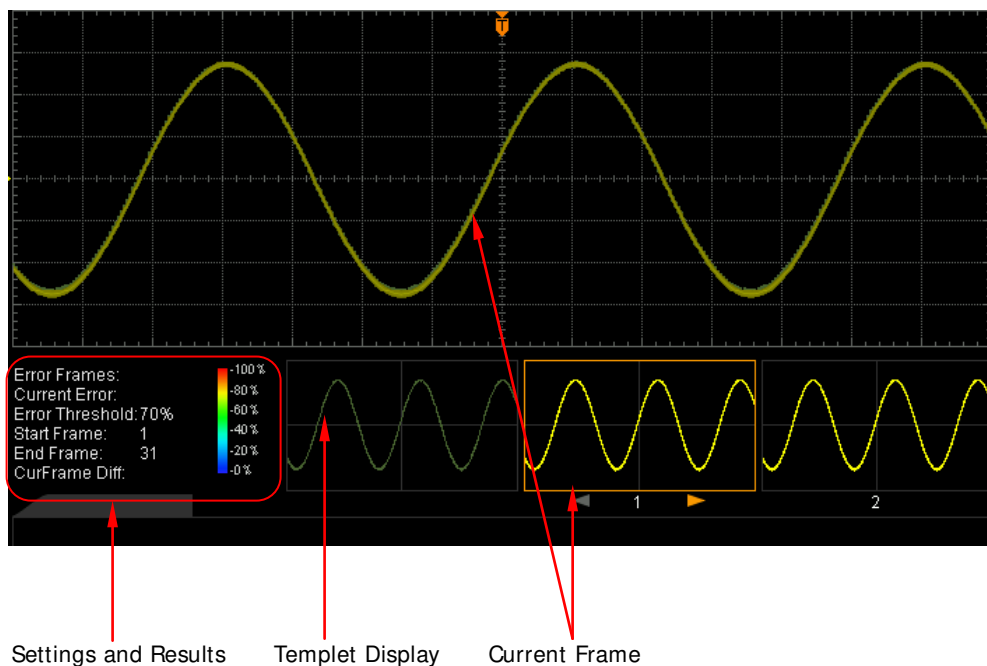 T
Error Frames:
Current Error:
Error Threshold: 70%
Start Frame: 1
End Frame: 31
CurFrame Diff:
-100%
-80%
-60%
-40%
-20%
-0%
1
2
Settings and Results
Templet Display
Current Frame